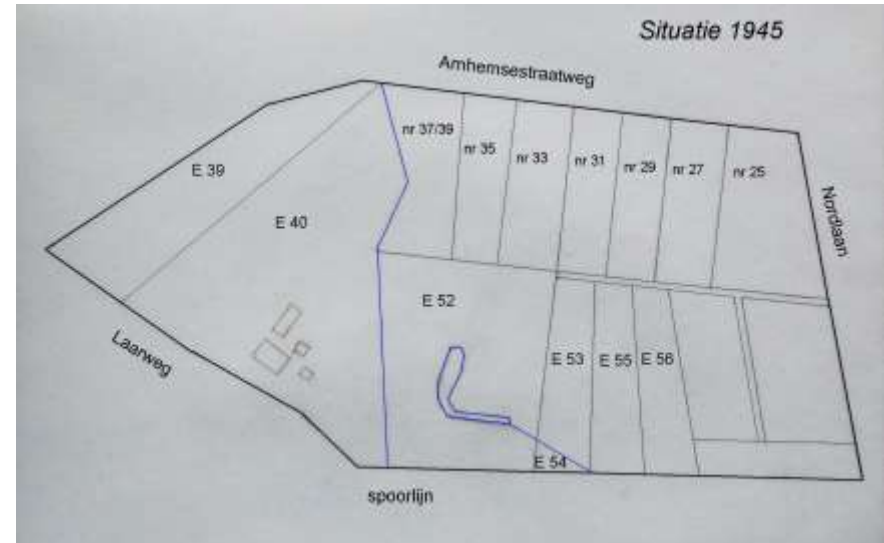 Situatie 1945
Arnhemsestraatweg
nr 37/39
nr 35
nr 33
nr 31
nr 29
nr 27
nr 25
E 39
E 40
Nordlaan
E 52
Laarweg
E 53
E 55
E 56
E 54
spoorlijn